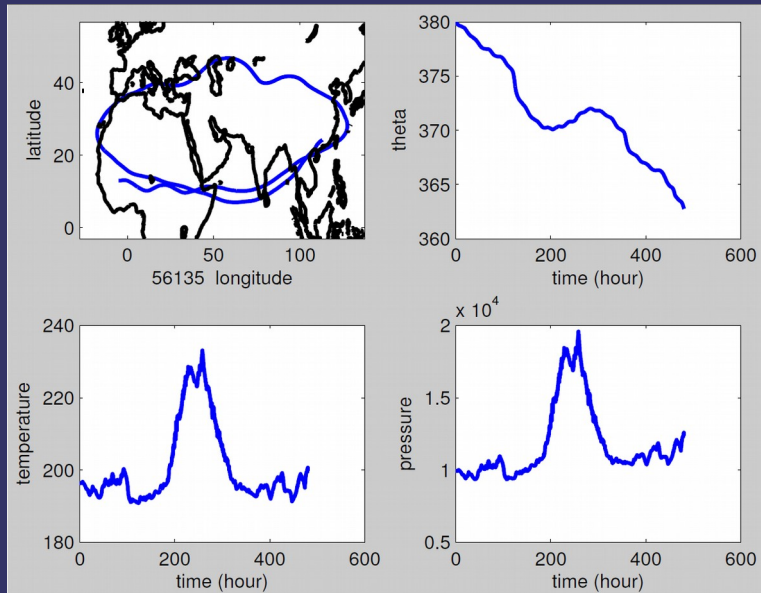 latitude
40
20
0
0 50 100
56135 longitude
theta
380
375
370
365
360
0 200 400 600
time (hour)
temperature
240
220
200
180
0 200 400 600
time (hour)
x 10^4
pressure
2
1.5
1
0.5
0 200 400 600
time (hour)